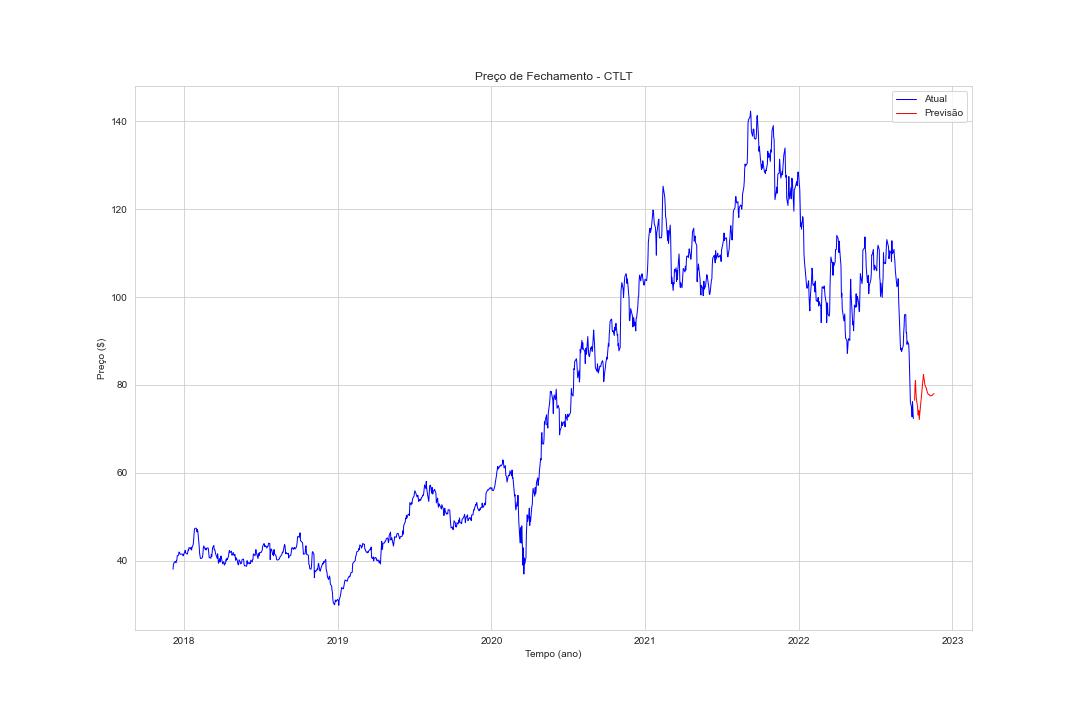 Preço de Fechamento - CTLT
Atual
Previsão
140
120
100
80
60
40
Preço ($)
2018 2019 2020 2021 2022 2023
Tempo (ano)